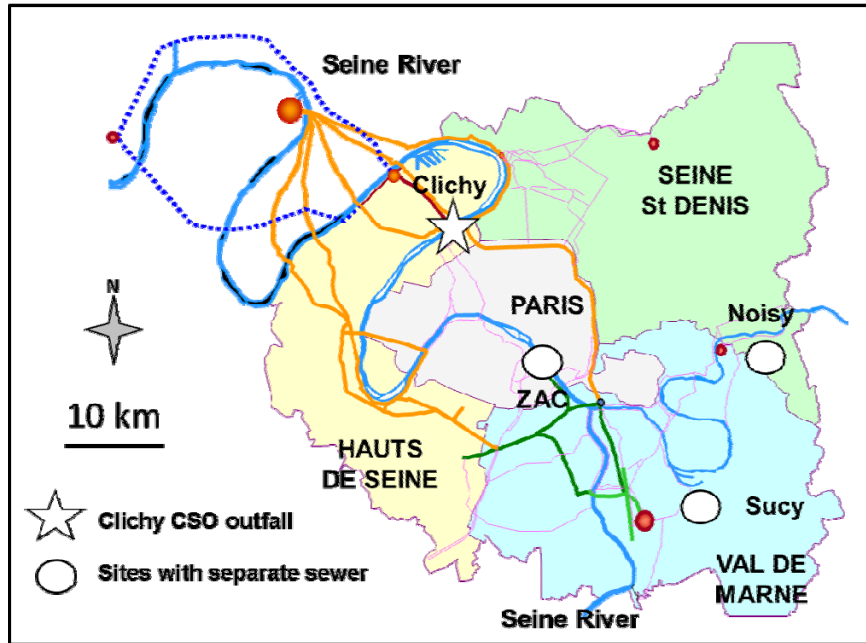 Seine River
Clichy
SEINE
St DENIS
N
PARIS
Noisy
10 km
ZAC
HAUTS
DE SEINE
Sucy
Clichy CSO outfall
Sites with separate sewer
VAL DE
MARNE
Seine River